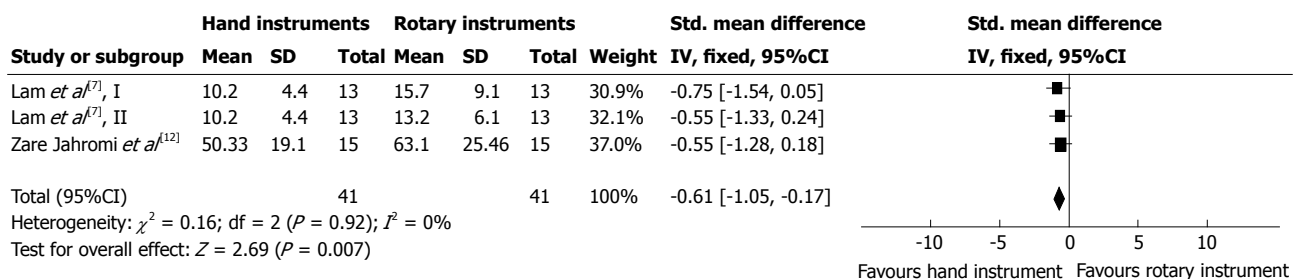 Hand instruments Rotary instruments Std. mean difference Std. mean difference
Study or subgroup Mean SD Total Mean SD Total Weight IV, fixed, 95%CI IV, fixed, 95%CI
Lam et al[7], I 10.2 4.4 13 15.7 9.1 13 30.9% -0.75 [-1.54, 0.05]
Lam et al[7], II 10.2 4.4 13 13.2 6.1 13 32.1% -0.55 [-1.33, 0.24]
Zare Jahromi et al[12] 50.33 19.1 15 63.1 25.46 15 37.0% -0.55 [-1.28, 0.18]
Total (95%CI) 41 41 100% -0.61 [-1.05, -0.17]
Heterogeneity: χ² = 0.16; df = 2 (P = 0.92); I² = 0%
Test for overall effect: Z = 2.69 (P = 0.007)
-10 -5 0 5 10
Favours hand instrument Favours rotary instrument